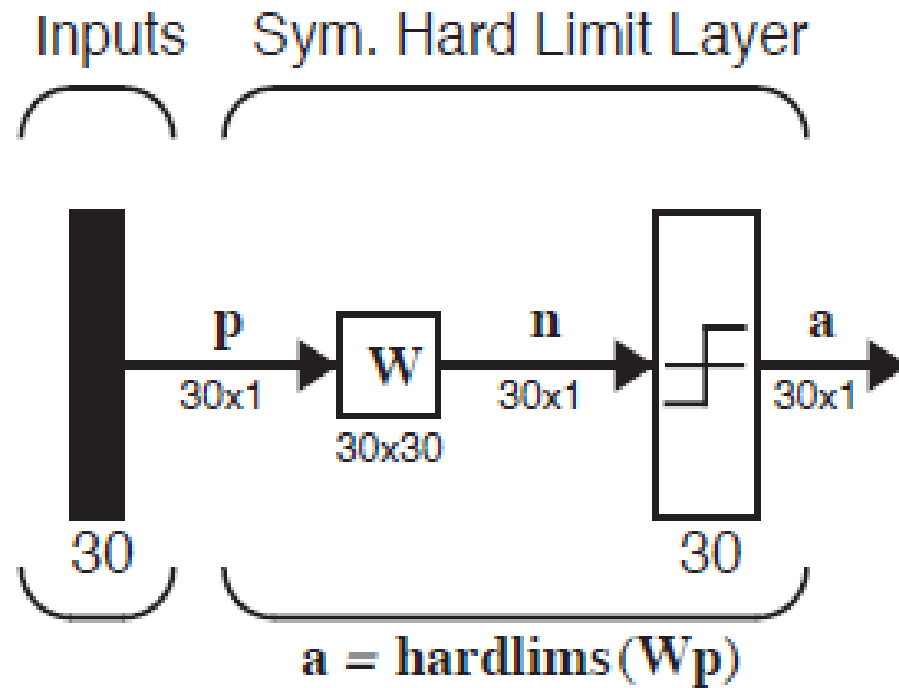 Inputs Sym. Hard Limit Layer
p n a
30x1 W 30x1 30x1
30x30
30 30
a = hardlims(Wp)